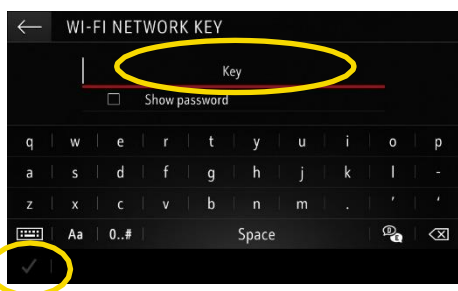 WI-FI NETWORK KEY
Key
Show password
q w e r t y u i o p
a s d f g h j k l -
z x c v b n m . ' ‘
Aa 0..# Space